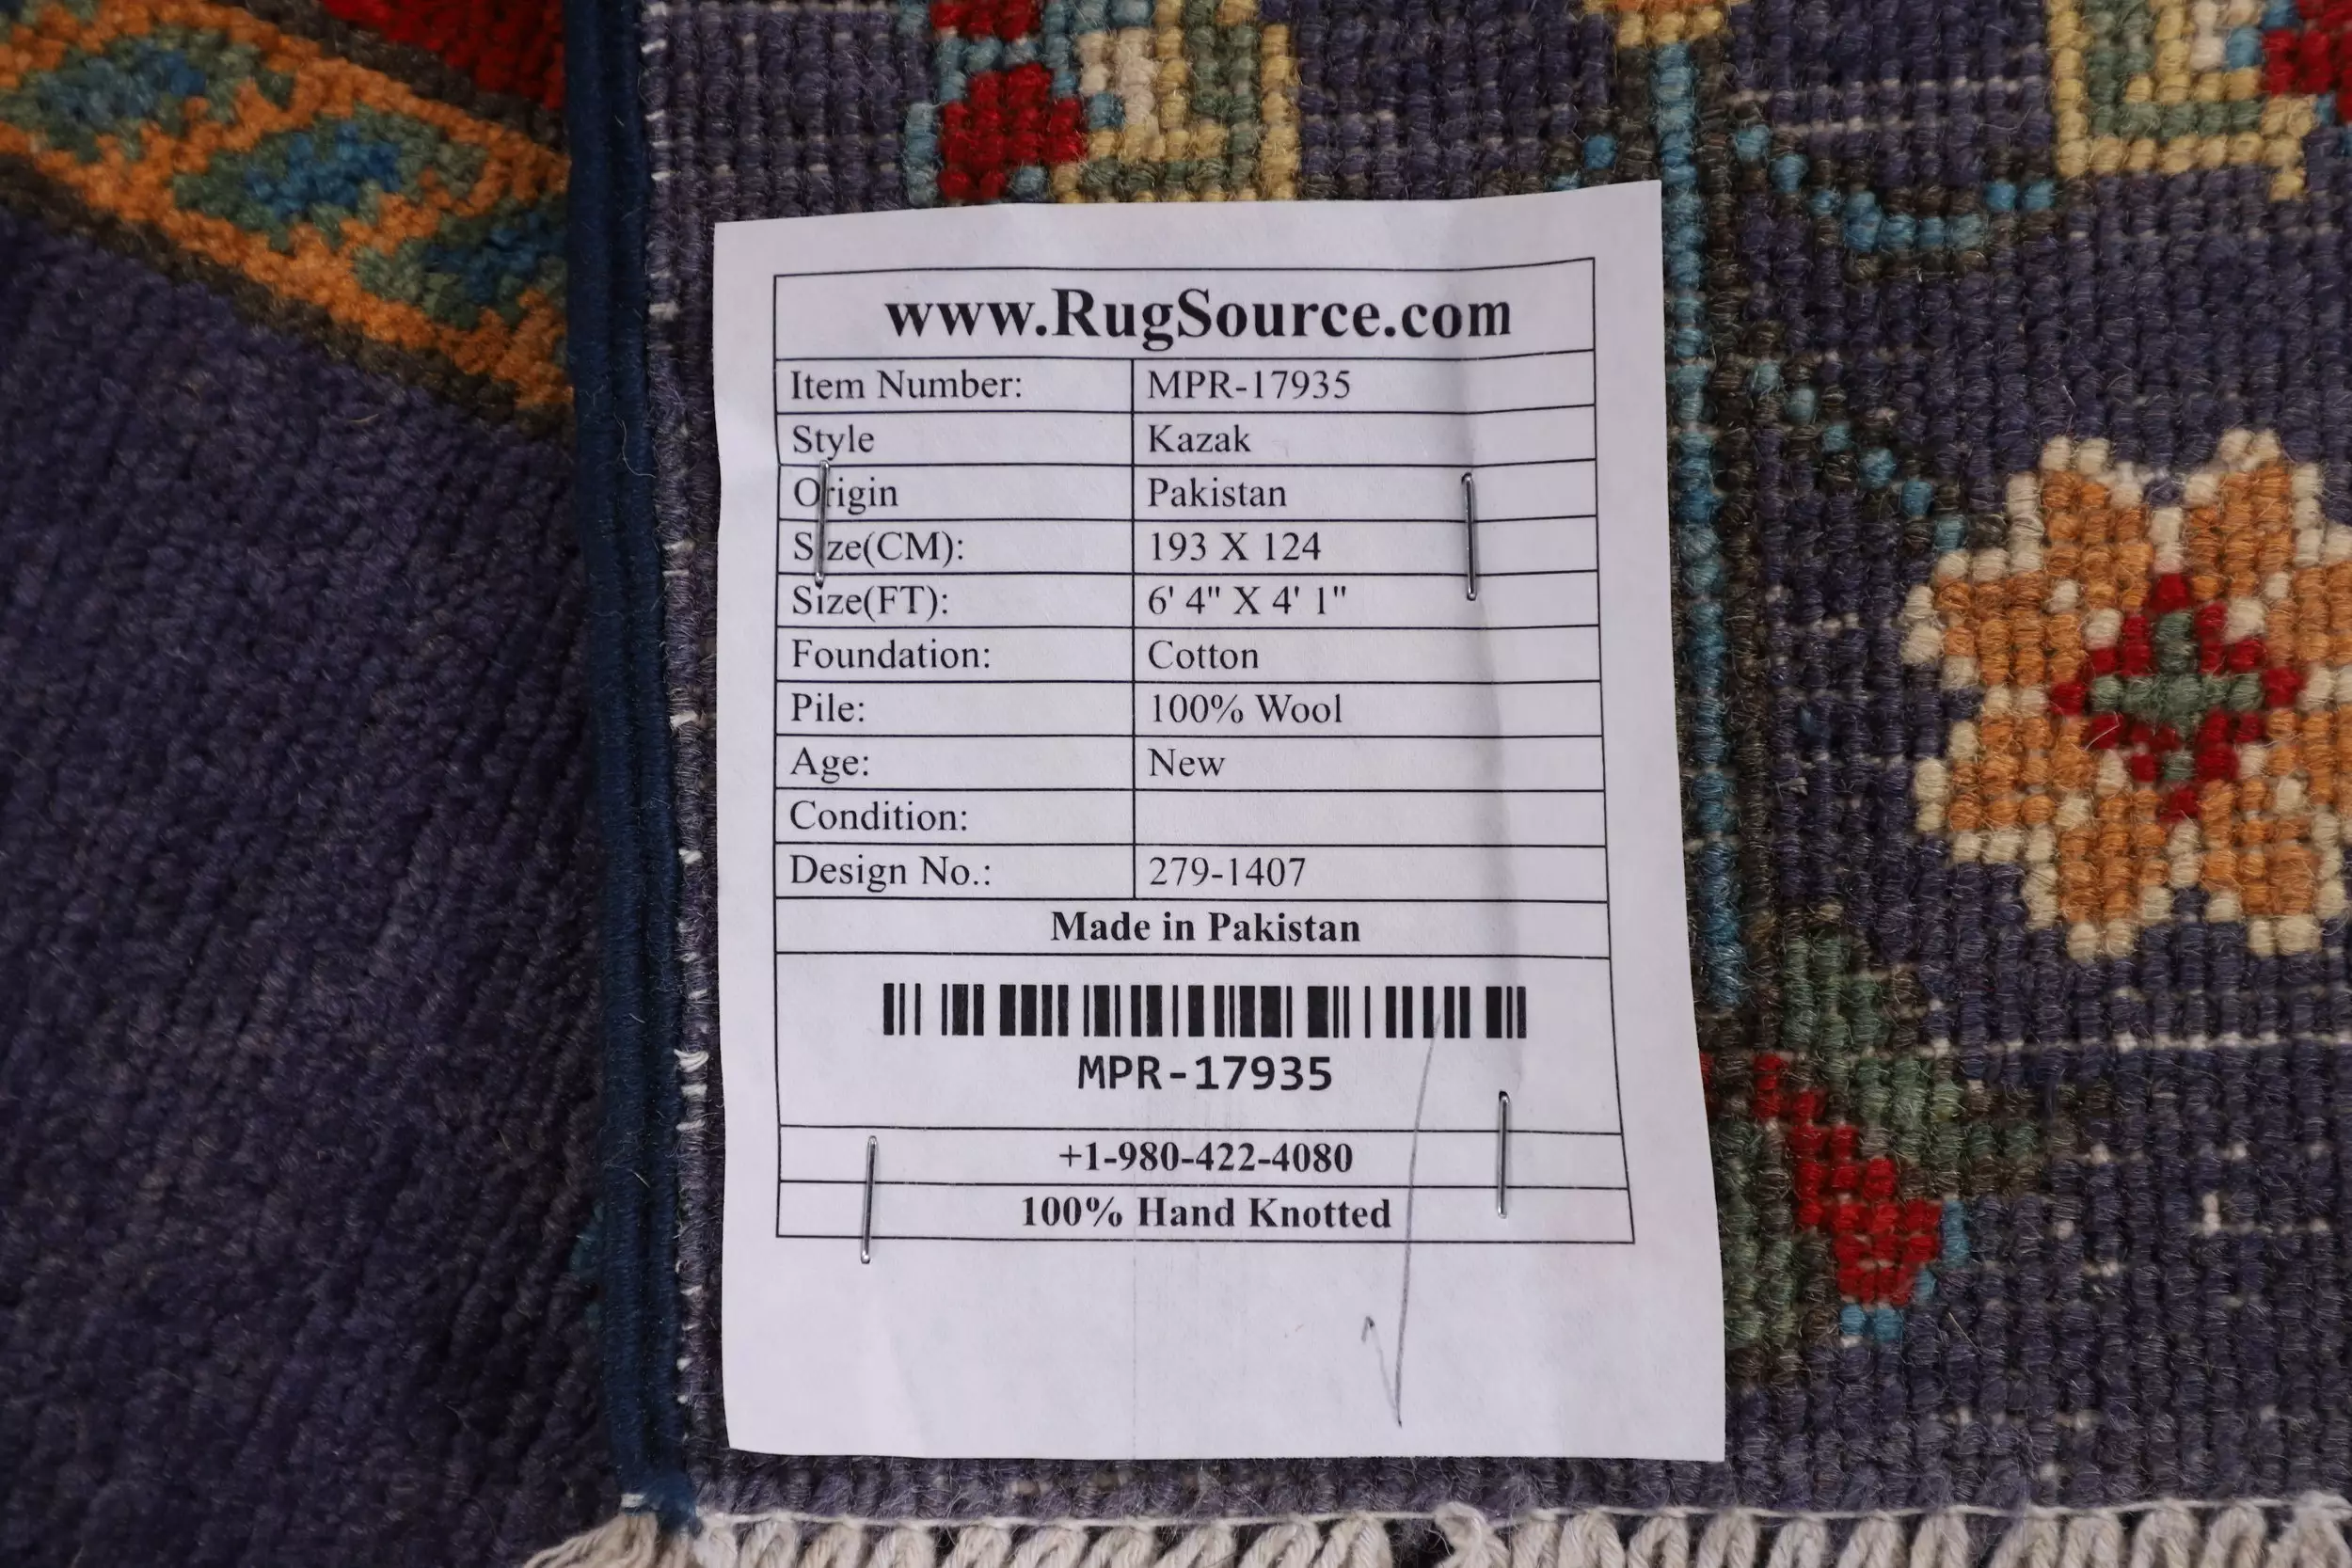 www.RugSource.com
Item Number: MPR-17935
Style Kazak
Origin Pakistan
Size(CM): 193 X 124
Size(FT): 6' 4" X 4' 1"
Foundation: Cotton
Pile: 100% Wool
Age: New
Condition:
Design No.: 279-1407
Made in Pakistan
MPR-17935
+1-980-422-4080
100% Hand Knotted